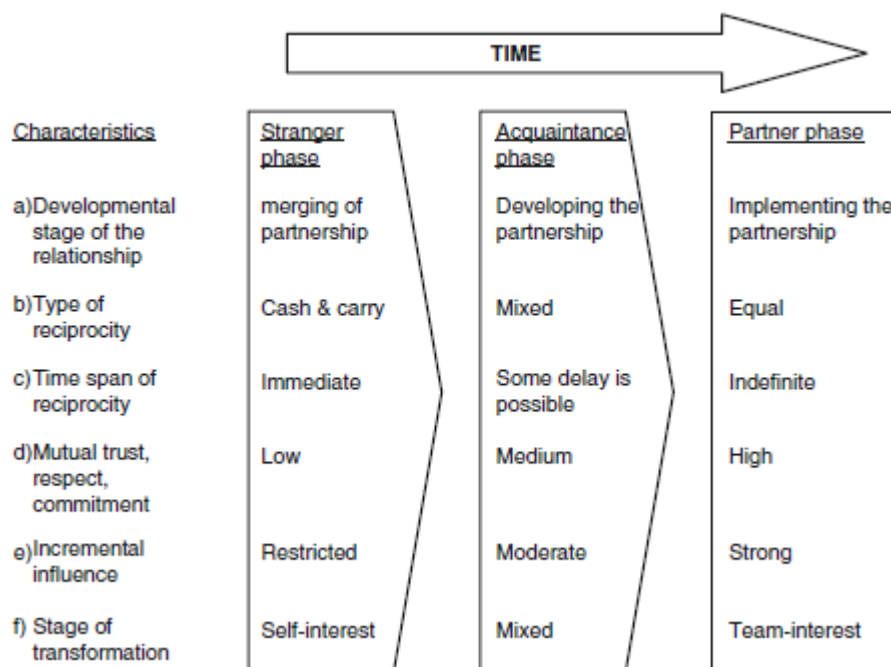 TIME
Characteristics
Stranger phase
Acquaintance phase
Partner phase
a) Developmental stage of the relationship
merging of partnership
Developing the partnership
Implementing the partnership
b) Type of reciprocity
Cash & carry
Mixed
Equal
c) Time span of reciprocity
Immediate
Some delay is possible
Indefinite
d) Mutual trust, respect, commitment
Low
Medium
High
e) Incremental influence
Restricted
Moderate
Strong
f) Stage of transformation
Self-interest
Mixed
Team-interest